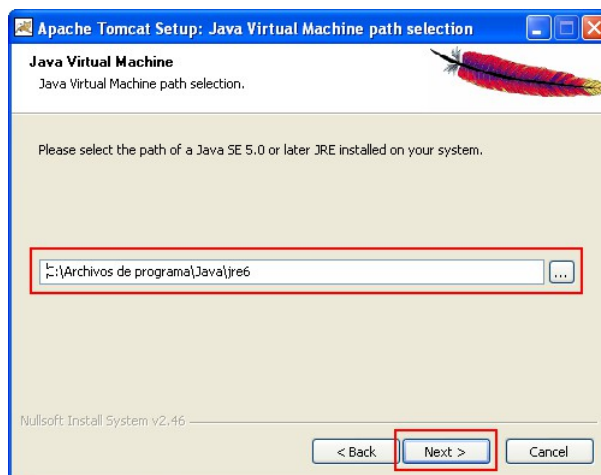 Apache Tomcat Setup: Java Virtual Machine path selection
Java Virtual Machine
Java Virtual Machine path selection.
Please select the path of a Java SE 5.0 or later JRE installed on your system.
C:\Archivos de programa\Java\jre6
...
Nullsoft Install System v2.46
< Back
Next >
Cancel